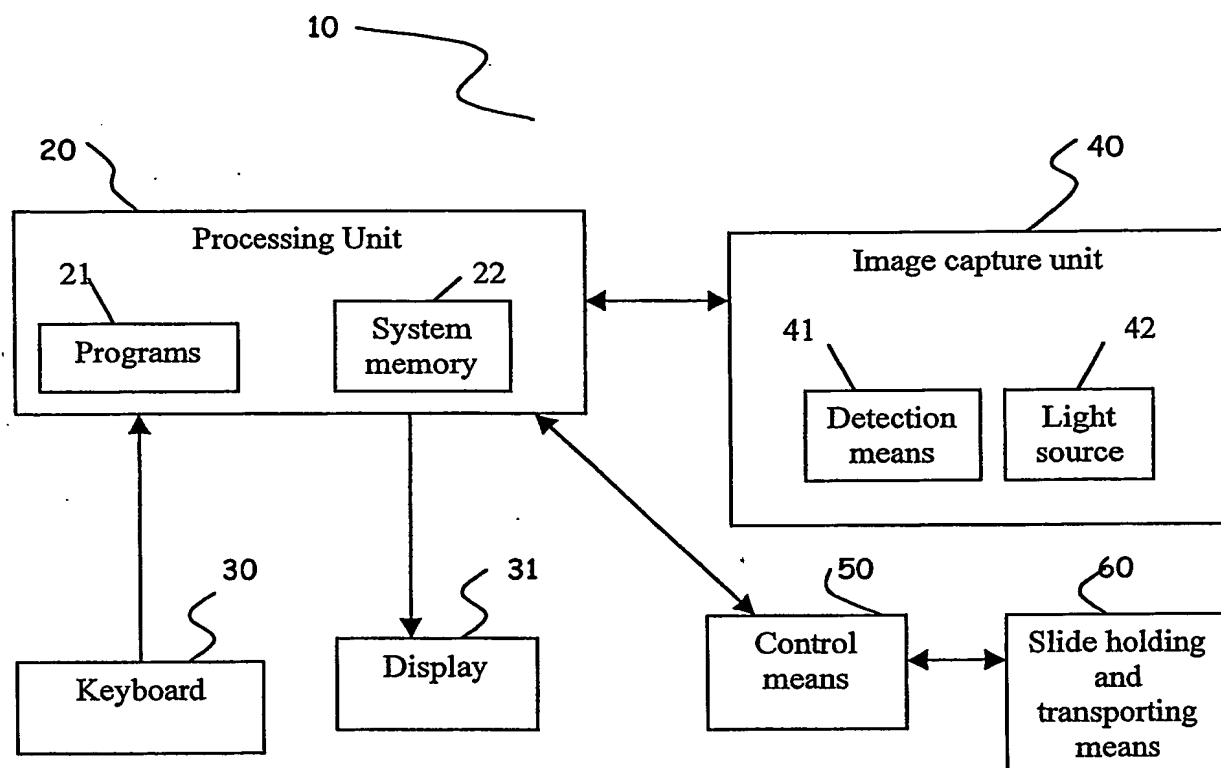 10
20
40
Processing Unit
Image capture unit
21
22
41
42
Programs
System
memory
Detection
means
Light
source
30
31
50
60
Keyboard
Display
Control
means
Slide holding
and
transporting
means